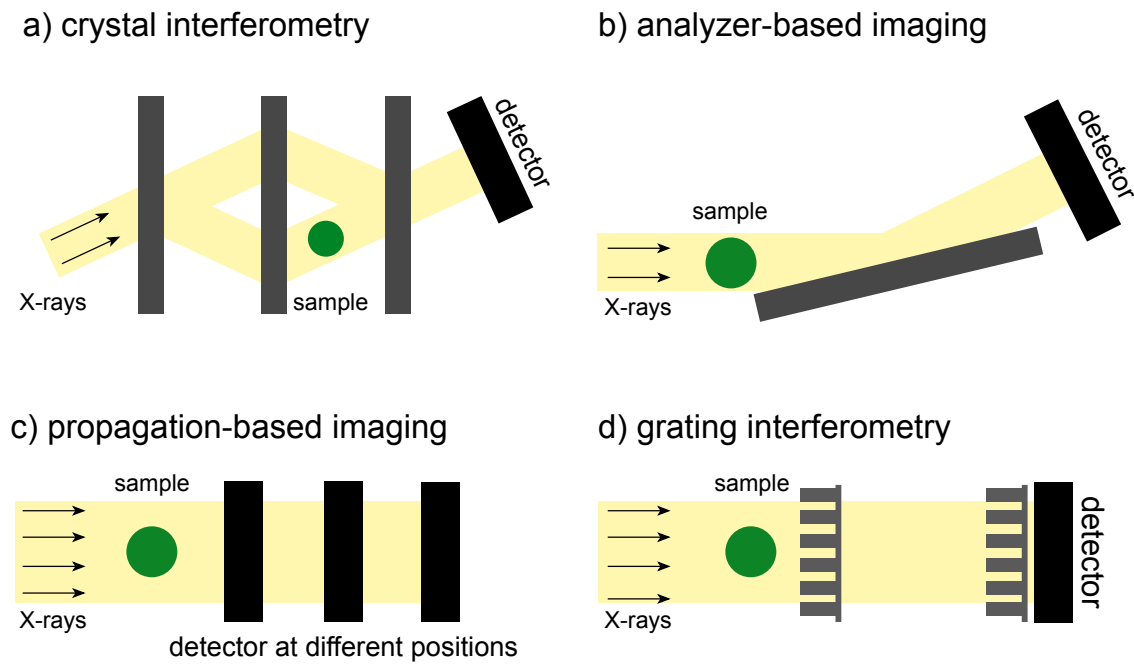 a) crystal interferometry
detector
X-rays
sample
b) analyzer-based imaging
detector
sample
X-rays
c) propagation-based imaging
sample
X-rays
detector at different positions
d) grating interferometry
sample
detector
X-rays